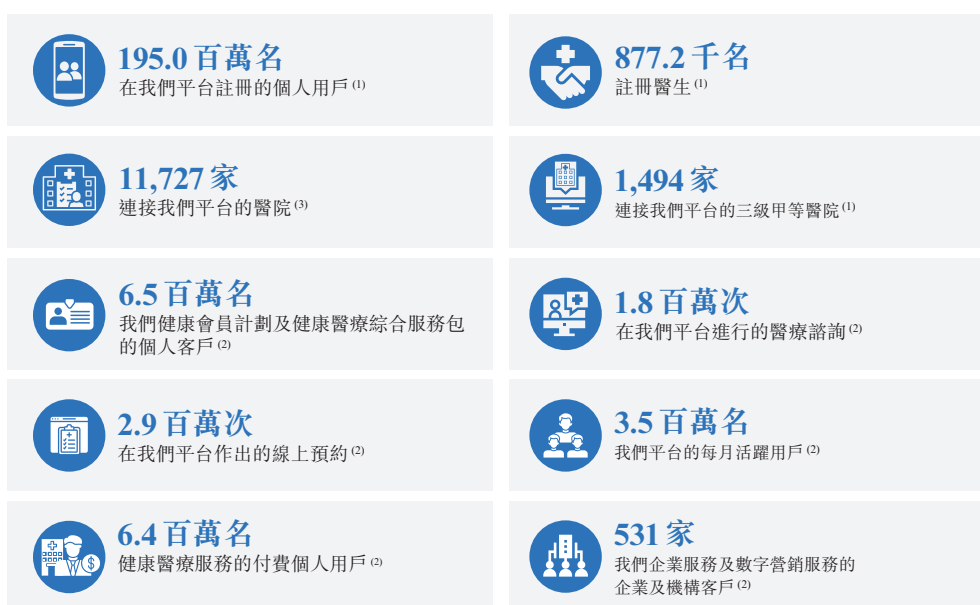 195.0 百萬名
在我們平台註冊的個人用戶 (1)
877.2 千名
註冊醫生 (1)
11,727 家
連接我們平台的醫院 (3)
1,494 家
連接我們平台的三級甲等醫院 (1)
6.5 百萬名
我們健康會員計劃及健康醫療綜合服務包
的個人客戶 (2)
1.8 百萬次
在我們平台進行的醫療諮詢 (2)
2.9 百萬次
在我們平台作出的線上預約 (2)
3.5 百萬名
我們平台的每月活躍用戶 (2)
6.4 百萬名
健康醫療服務的付費個人用戶 (2)
531 家
我們企業服務及數字營銷服務的
企業及機構客戶 (2)